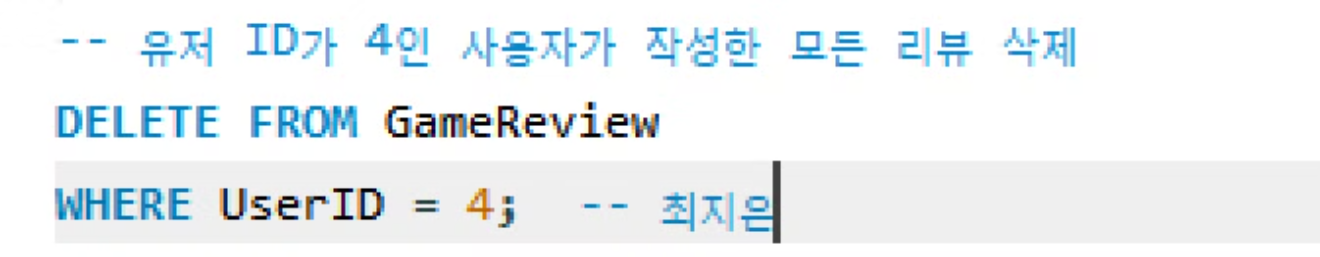 -- 유저 ID가 4인 사용자가 작성한 모든 리뷰 삭제
DELETE FROM GameReview
WHERE UserID = 4;  -- 최지은